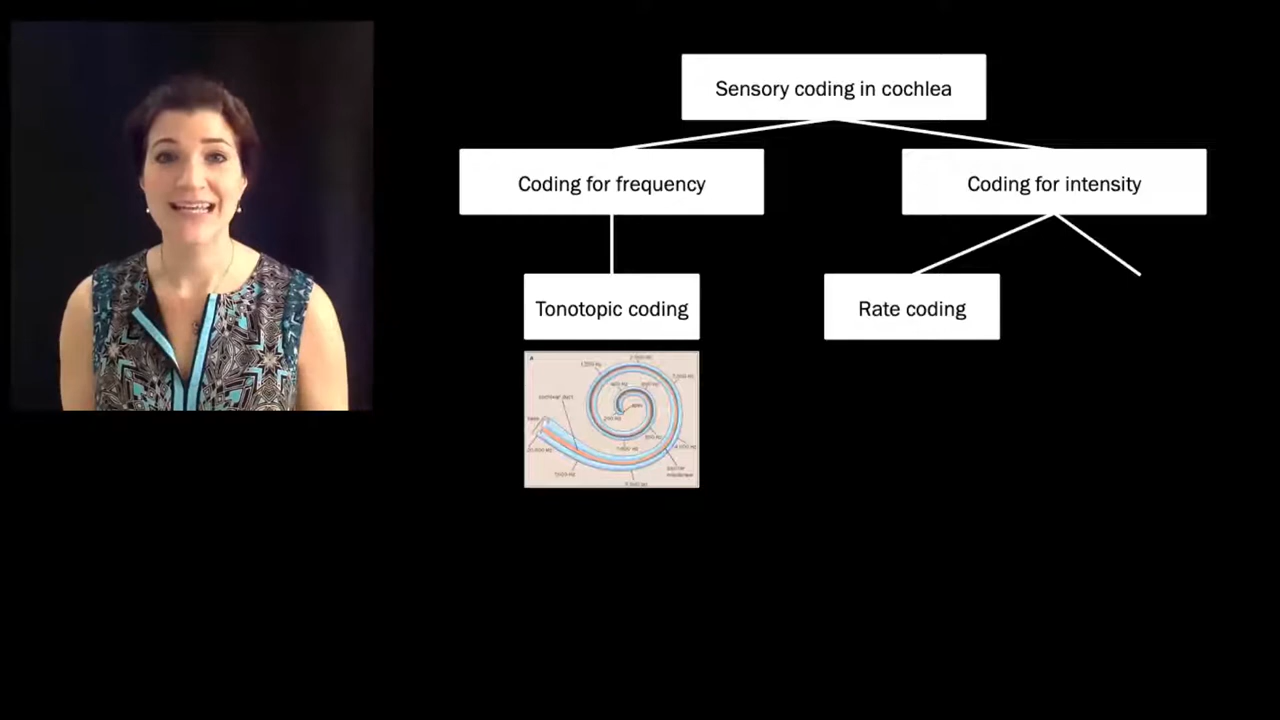 Sensory coding in cochlea
Coding for frequency
Coding for intensity
Tonotopic coding
Rate coding